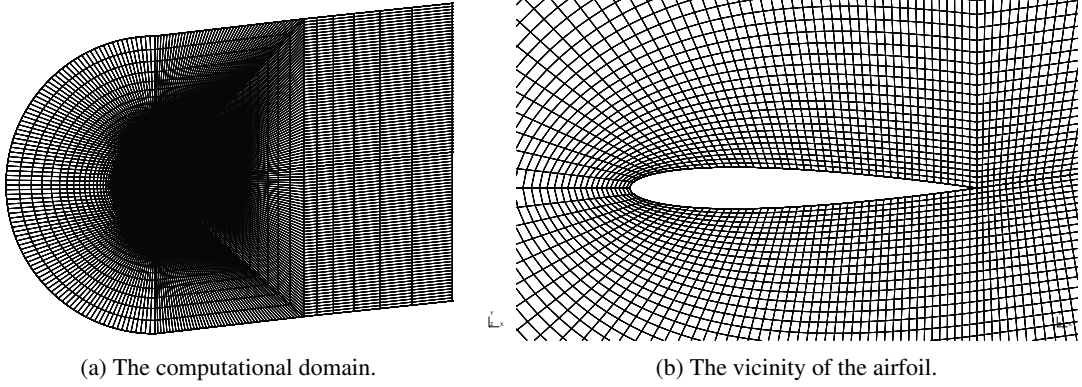 Y
Z X
(a) The computational domain.
(b) The vicinity of the airfoil.